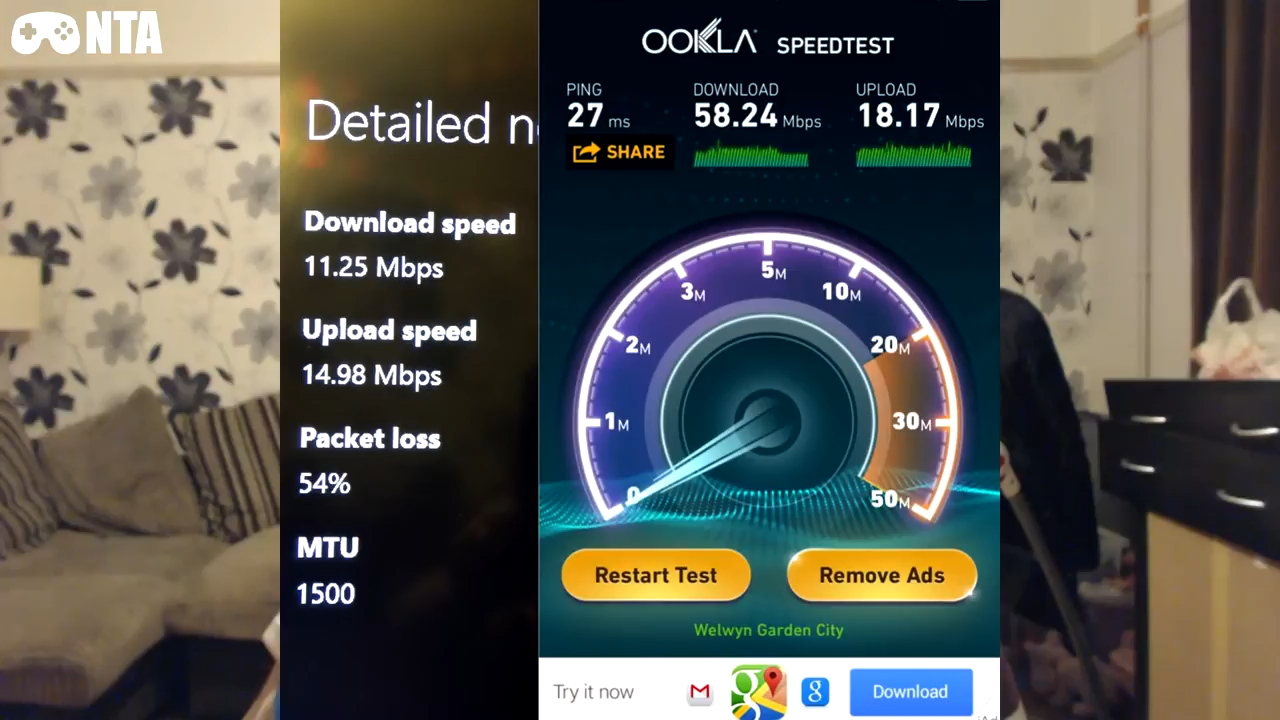 NTA
Detailed n
Download speed
11.25 Mbps
Upload speed
14.98 Mbps
Packet loss
54%
MTU
1500
OOKLA SPEEDTEST
PING
27 ms
SHARE
DOWNLOAD
58.24 Mbps
UPLOAD
18.17 Mbps
0
1M
2M
3M
5M
10M
20M
30M
50M
Restart Test
Remove Ads
Welwyn Garden City
Try it now
Download
iAd